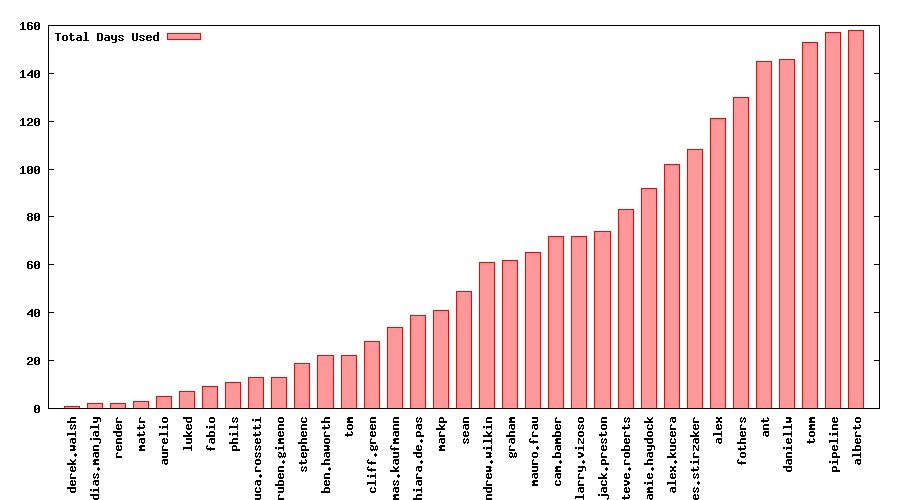 Total Days Used
160
140
120
100
80
60
40
20
0
derek.walsh
dias.manjaly
render
mattr
aurelio
luked
fabio
phils
uca.rossetti
ruben.gimeno
stephenc
ben.haworth
tom
cliff.green
mas.kaufmann
hiara.de.pas
markp
sean
ndrew.wilkin
graham
mauro.frau
cam.bamber
larry.vizoso
jack.preston
teve.roberts
amie.haydock
alex.kucera
es.stirzaker
alex
fothers
ant
daniellw
tomm
pipeline
alberto